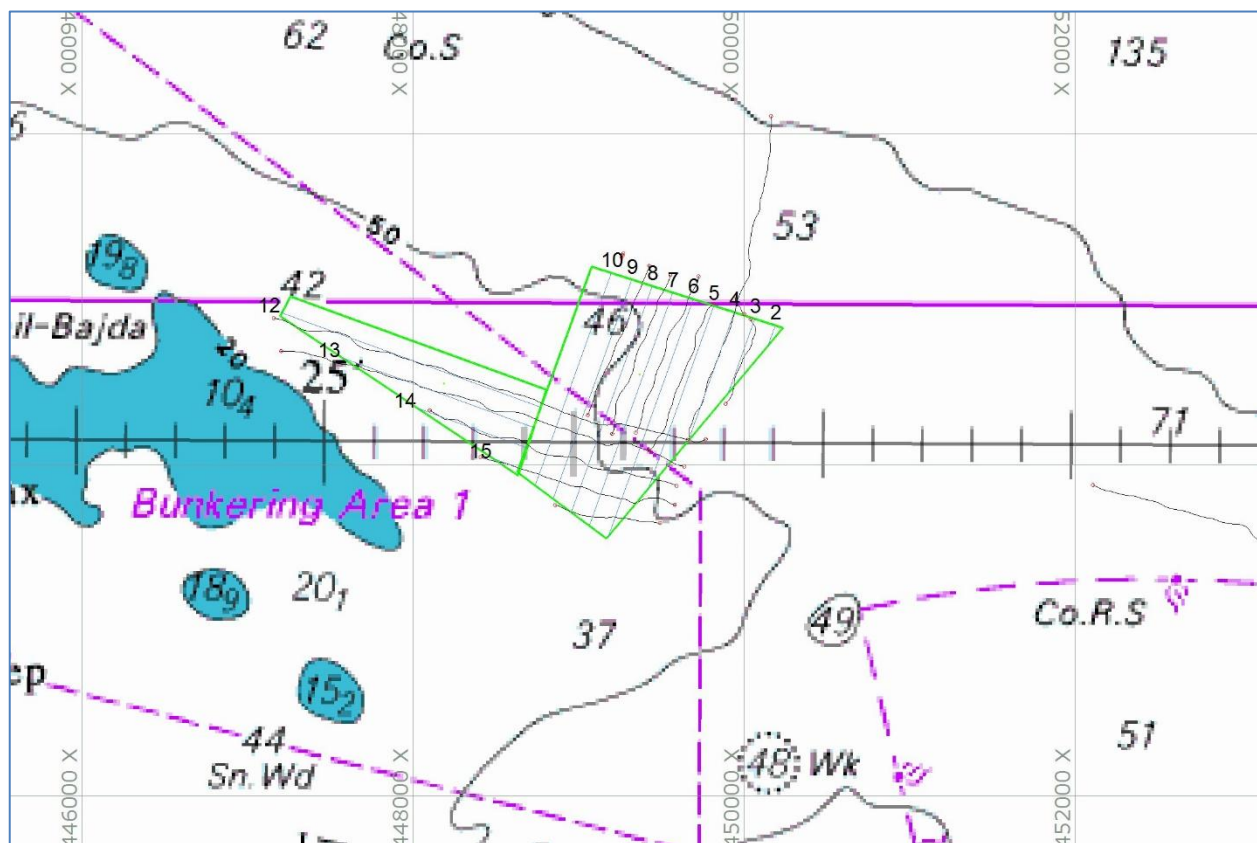 62
Co.S
135
53
50
19₈
42
10 9 8 7 6 5 4 3 2
46
12
il-Bajda
20
13
25'
10₄
14
71
15
Bunkering Area 1
18₉
20₁
37
49
Co.R.S
ep
15₂
44
Sn.Wd
48 Wk
51
446000 X
448000 X
450000 X
452000 X
446000 X
448000 X
450000 X
452000 X